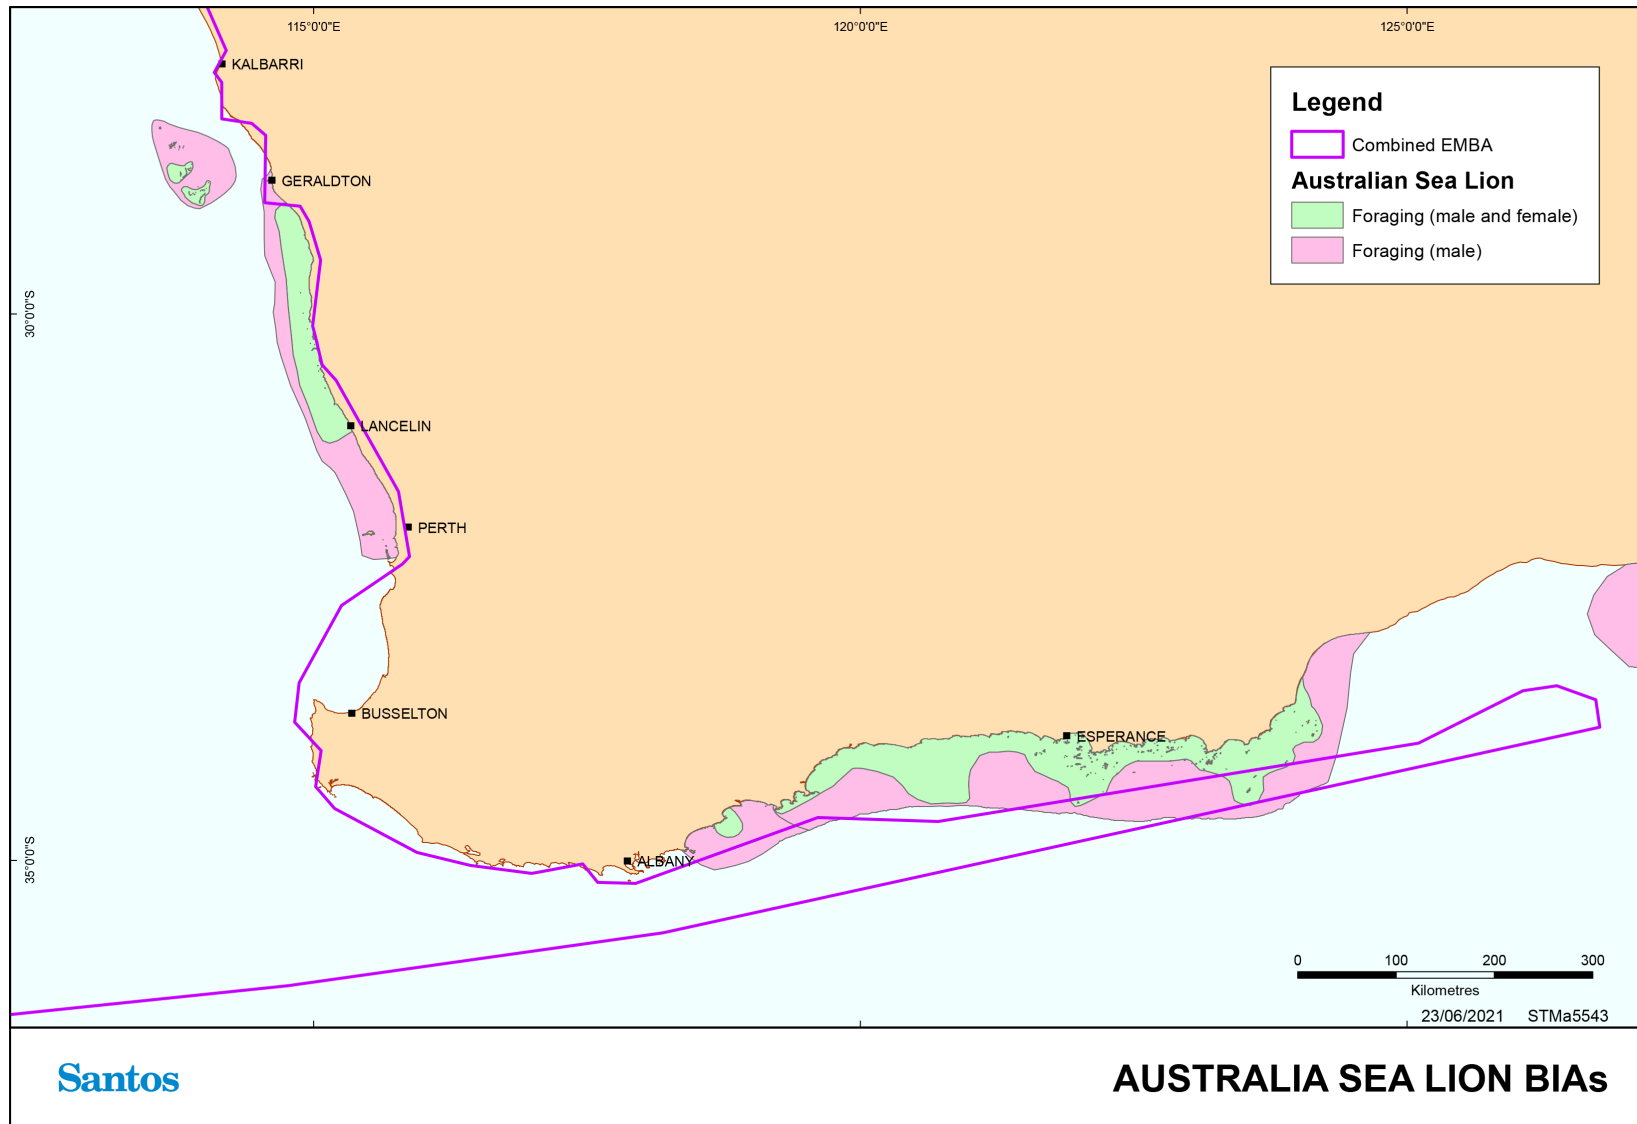 115°0'0"E
120°0'0"E
125°0'0"E
KALBARRI
GERALDTON
LANCELIN
PERTH
BUSSELTON
ALBANY
ESPERANCE
30°0'0"S
35°0'0"S
Legend
Combined EMBA
Australian Sea Lion
Foraging (male and female)
Foraging (male)
0 100 200 300
Kilometres
23/06/2021 STMa5543
Santos
AUSTRALIA SEA LION BIAs